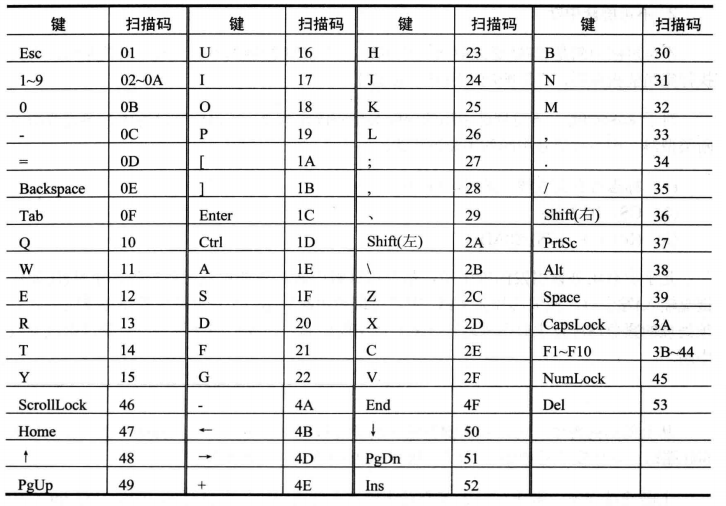 键 扫描码 键 扫描码 键 扫描码 键 扫描码
Esc 01 U 16 H 23 B 30
1~9 02~0A I 17 J 24 N 31
0 0B O 18 K 25 M 32
- 0C P 19 L 26 , 33
= 0D [ 1A ; 27 . 34
Backspace 0E ] 1B , 28 / 35
Tab 0F Enter 1C 、 29 Shift(右) 36
Q 10 Ctrl 1D Shift(左) 2A PrtSc 37
W 11 A 1E \ 2B Alt 38
E 12 S 1F Z 2C Space 39
R 13 D 20 X 2D CapsLock 3A
T 14 F 21 C 2E F1~F10 3B~44
Y 15 G 22 V 2F NumLock 45
ScrollLock 46 - 4A End 4F Del 53
Home 47 ← 4B ↓ 50
↑ 48 → 4D PgDn 51
PgUp 49 + 4E Ins 52